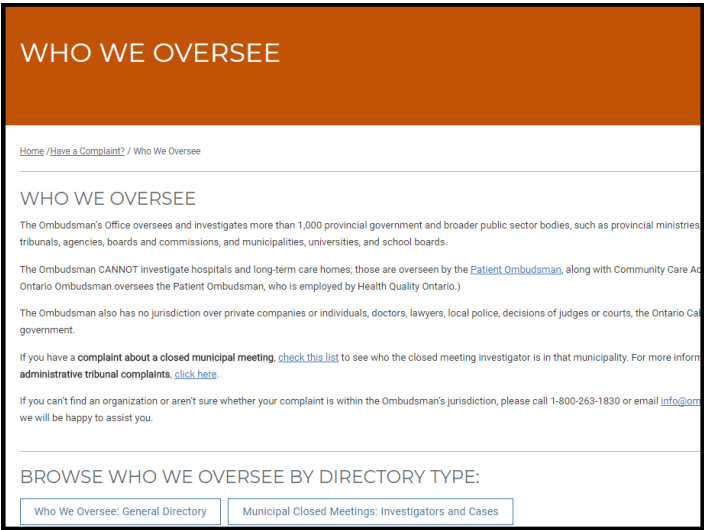 WHO WE OVERSEE
Home /Have a Complaint? / Who We Oversee
WHO WE OVERSEE
The Ombudsman's Office oversees and investigates more than 1,000 provincial government and broader public sector bodies, such as provincial ministries,
tribunals, agencies, boards and commissions, and municipalities, universities, and school boards.
The Ombudsman CANNOT investigate hospitals and long-term care homes; those are overseen by the Patient Ombudsman, along with Community Care
Ontario Ombudsman oversees the Patient Ombudsman, who is employed by Health Quality Ontario.)
The Ombudsman also has no jurisdiction over private companies or individuals, doctors, lawyers, local police, decisions of judges or courts, the Ontario
government.
If you have a complaint about a closed municipal meeting, check this list to see who the closed meeting investigator is in that municipality. For more
administrative tribunal complaints, click here.
If you can't find an organization or aren't sure whether your complaint is within the Ombudsman's jurisdiction, please call 1-800-263-1830 or email
we will be happy to assist you.
BROWSE WHO WE OVERSEE BY DIRECTORY TYPE:
Who We Oversee: General Directory
Municipal Closed Meetings: Investigators and Cases